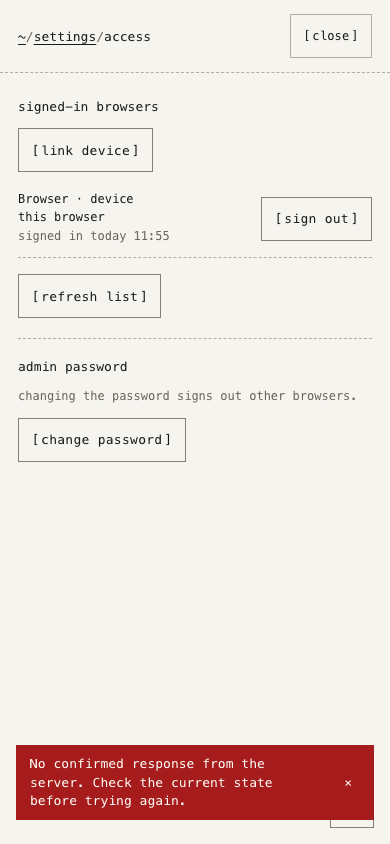 ~/settings/access
[close]
signed-in browsers
[link device]
Browser · device
this browser
signed in today 11:55
[sign out]
[refresh list]
admin password
changing the password signs out other browsers.
[change password]
No confirmed response from the
server. Check the current state
before trying again.
×